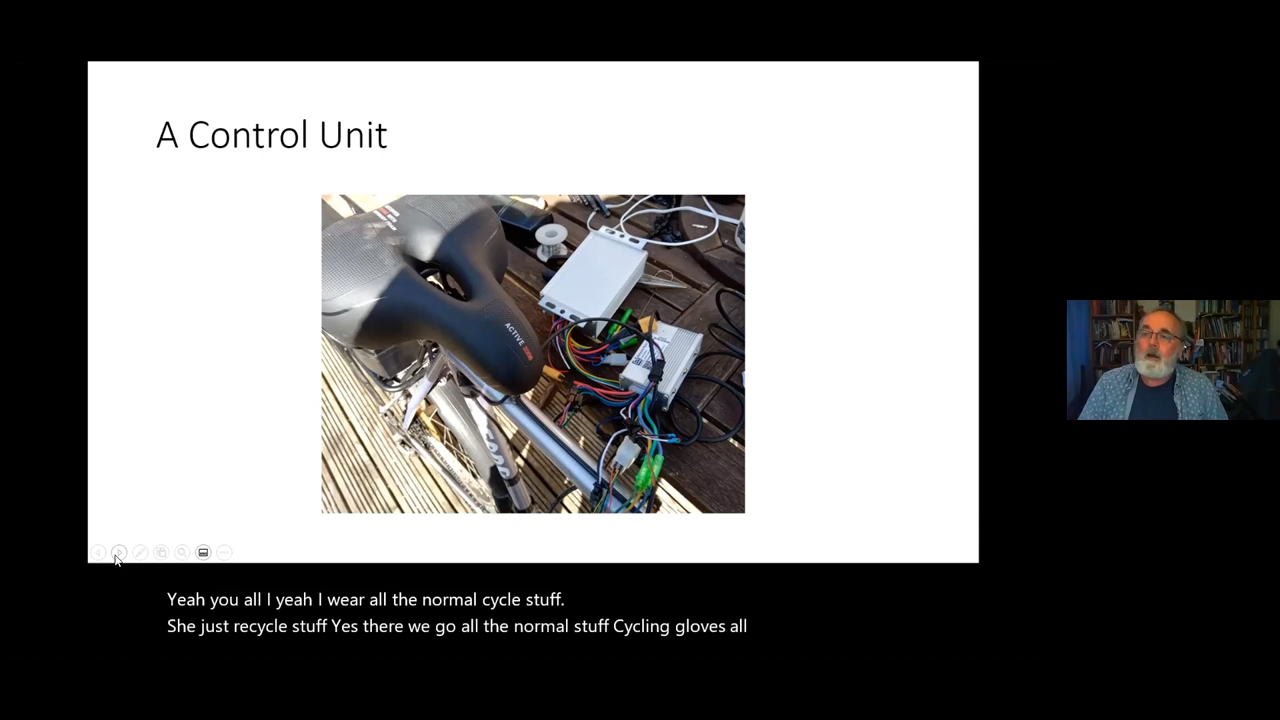 A Control Unit
ACTIVE
Yeah you all I yeah I wear all the normal cycle stuff.
She just recycle stuff Yes there we go all the normal stuff Cycling gloves all